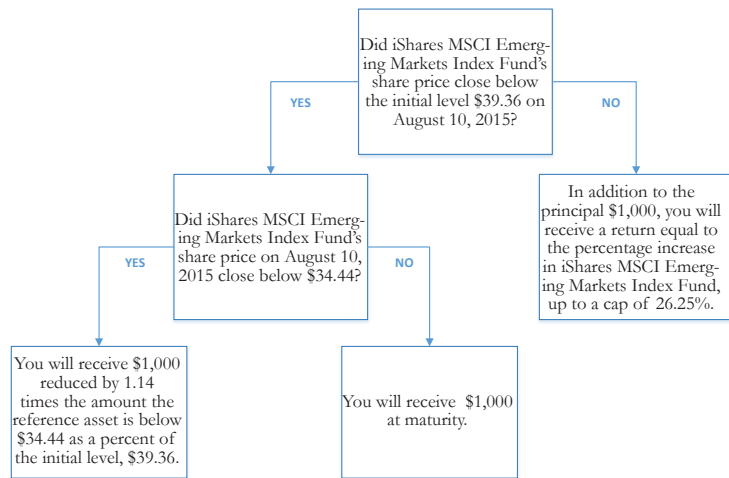 Did iShares MSCI Emerg-
ing Markets Index Fund's
share price close below
the initial level $39.36 on
August 10, 2015?
YES
NO
Did iShares MSCI Emerg-
ing Markets Index Fund's
share price on August 10,
2015 close below $34.44?
In addition to the
principal $1,000, you will
receive a return equal to
the percentage increase
in iShares MSCI Emerg-
ing Markets Index Fund,
up to a cap of 26.25%.
YES
NO
You will receive $1,000
reduced by 1.14
times the amount the
reference asset is below
$34.44 as a percent of
the initial level, $39.36.
You will receive $1,000
at maturity.